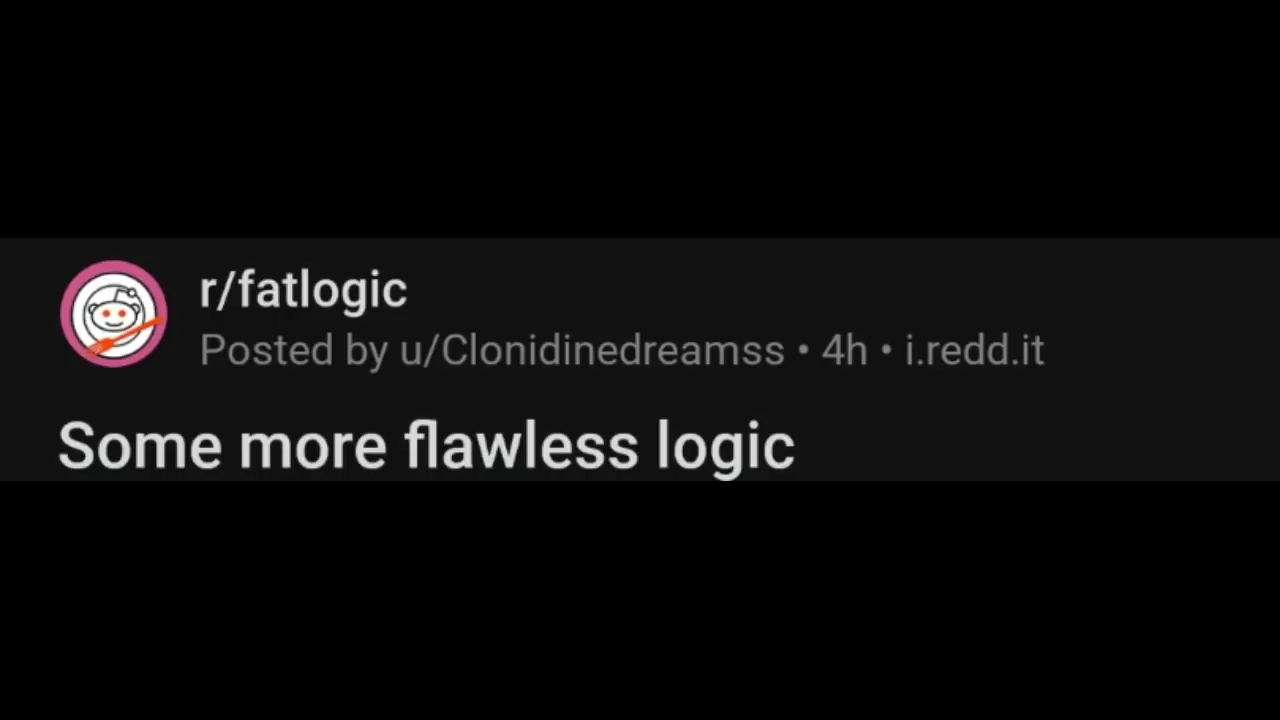 r/fatlogic
Posted by u/Clonidinedreamss • 4h • i.redd.it
Some more flawless logic